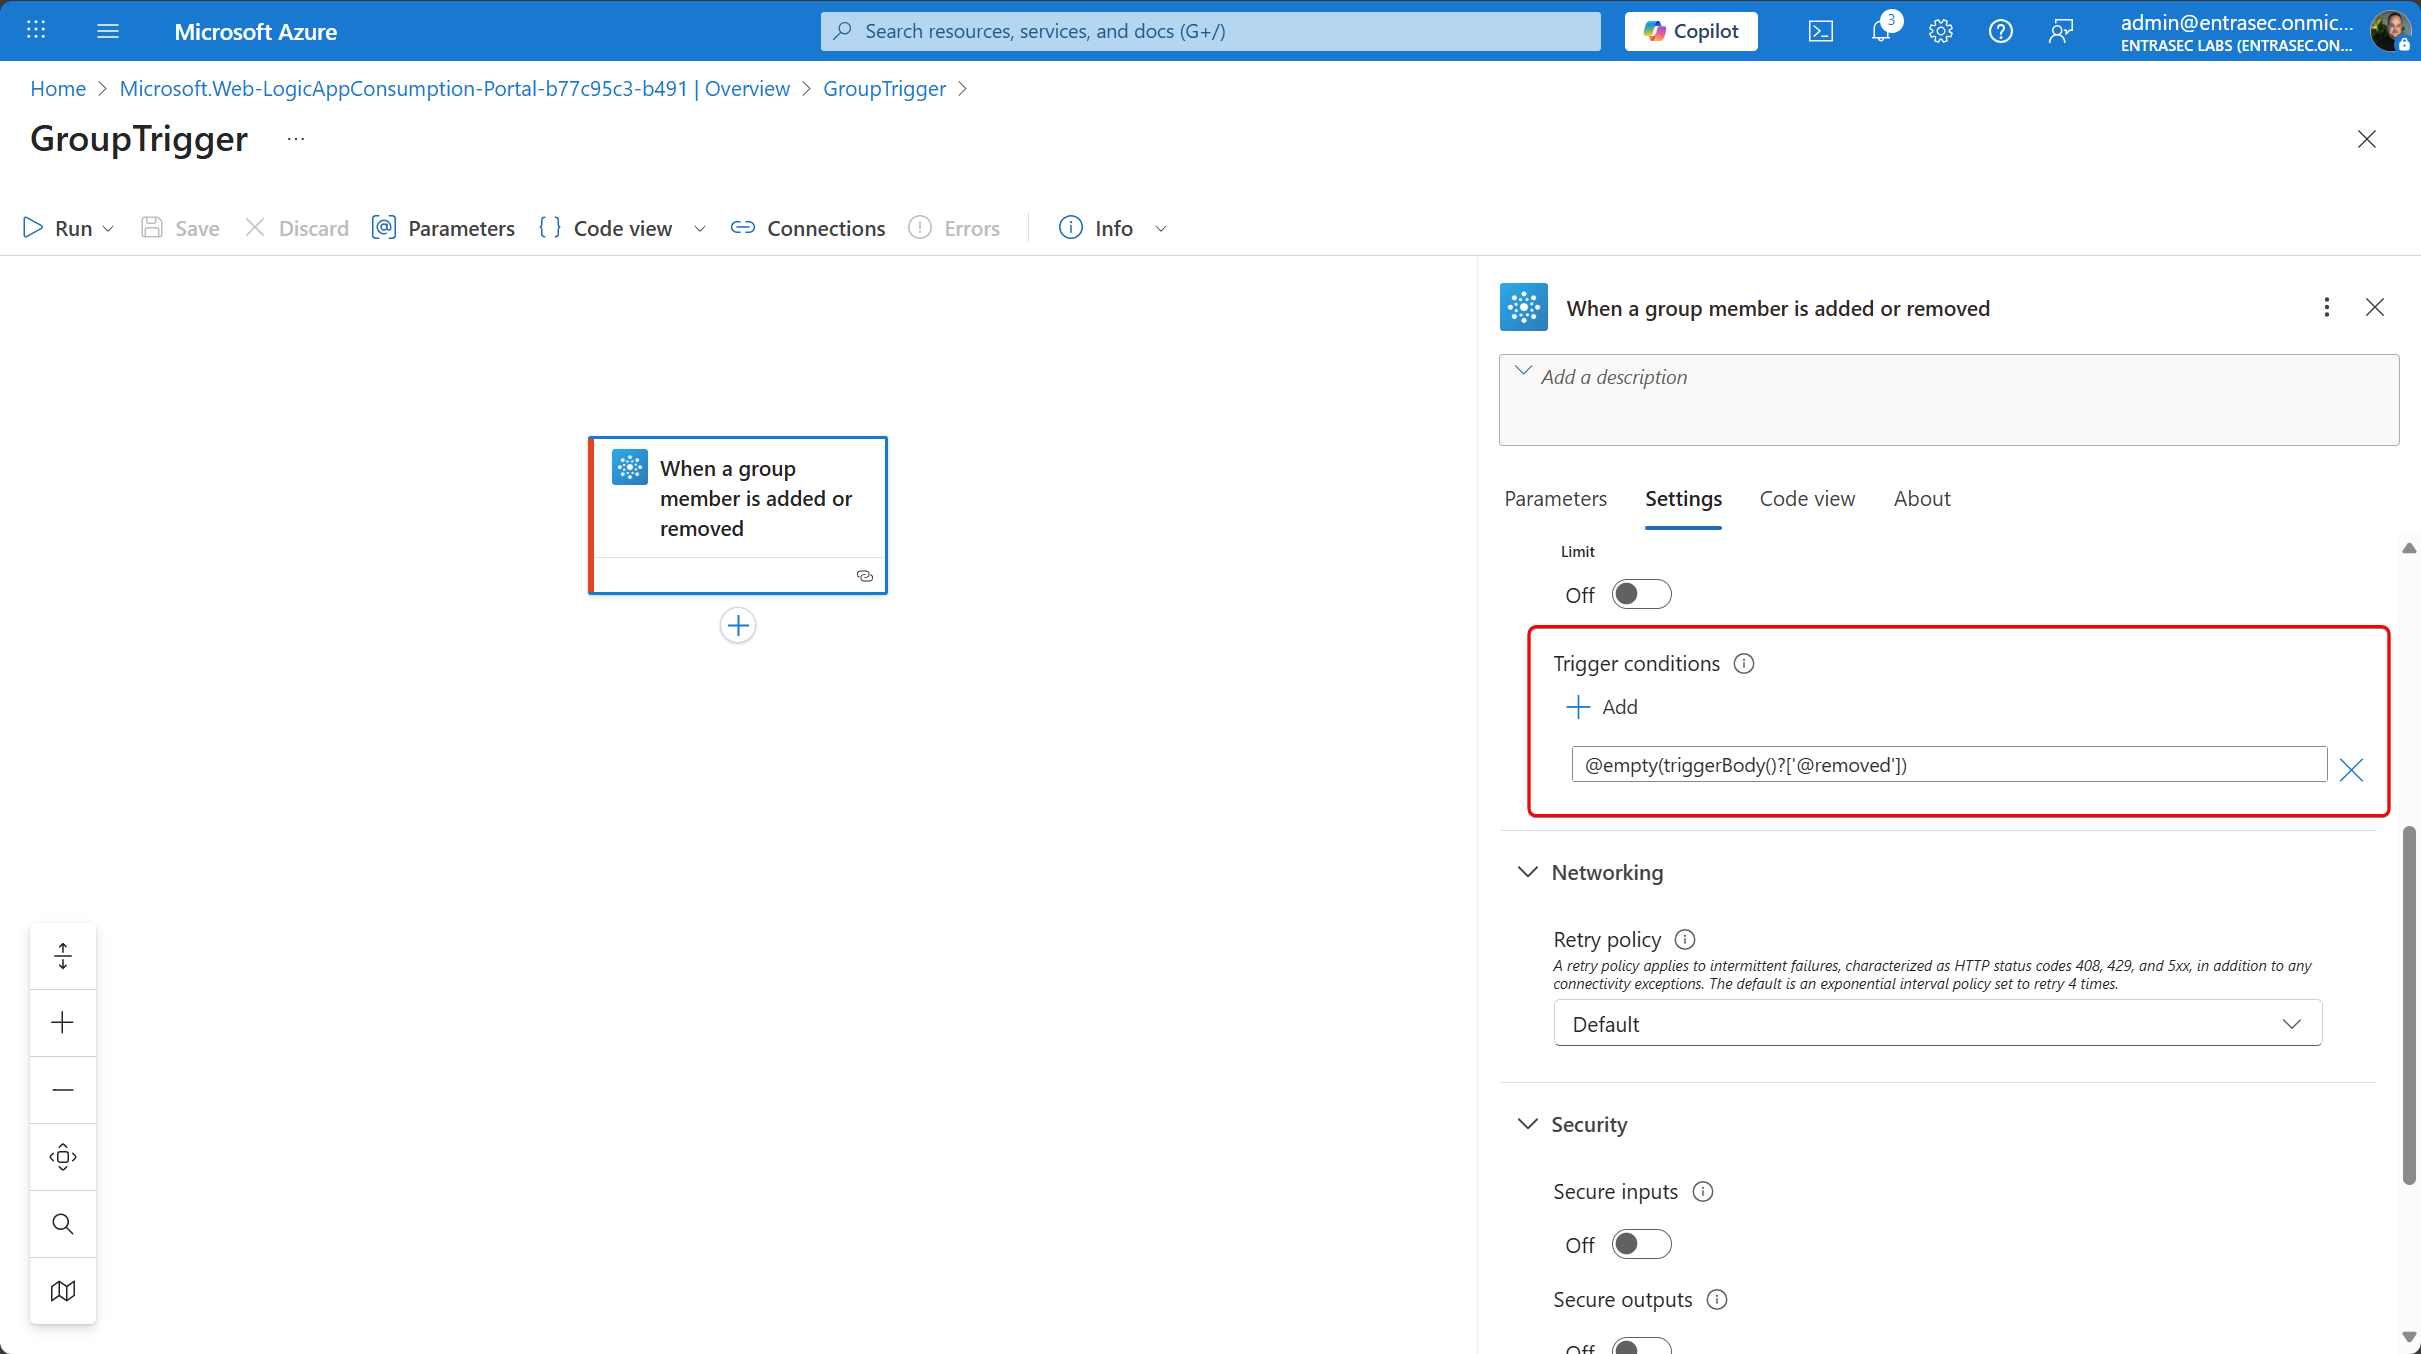 Microsoft Azure
Search resources, services, and docs (G+/)
Copilot
3
admin@entrasec.onmic...
ENTRASEC LABS (ENTRASEC.ON...
Home > Microsoft.Web-LogicAppConsumption-Portal-b77c95c3-b491 | Overview > GroupTrigger >
GroupTrigger ...
Run Save Discard Parameters Code view Connections Errors Info
When a group
member is added or
removed
When a group member is added or removed
Add a description
Parameters Settings Code view About
Limit
Off
Trigger conditions
Add
@empty(triggerBody()?['@removed'])
Networking
Retry policy
A retry policy applies to intermittent failures, characterized as HTTP status codes 408, 429, and 5xx, in addition to any
connectivity exceptions. The default is an exponential interval policy set to retry 4 times.
Default
Security
Secure inputs
Off
Secure outputs
Off